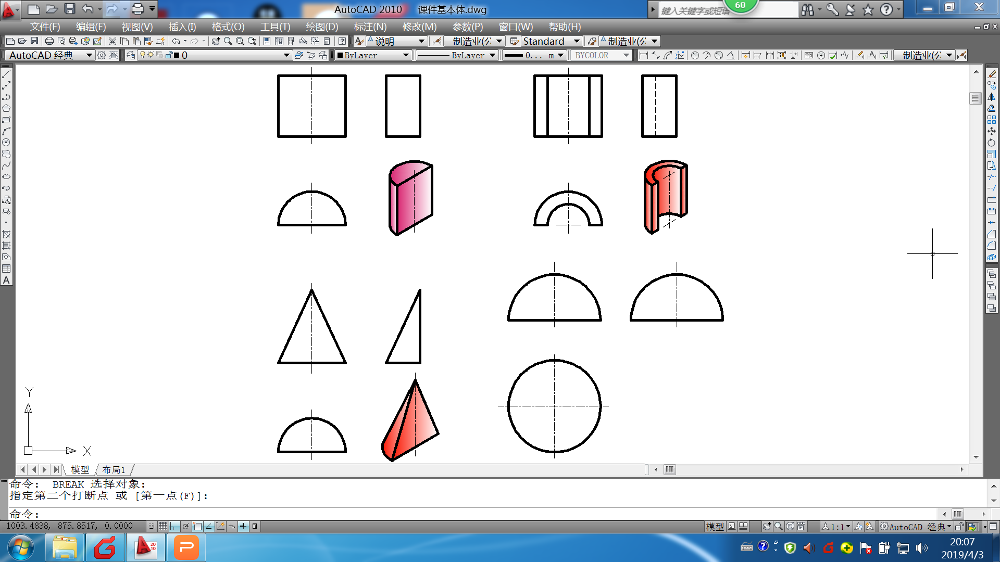 AutoCAD 2010 课件基本体.dwg
键入关键字或短语
60
文件(F) 编辑(E) 视图(V) 插入(I) 格式(O) 工具(T) 绘图(D) 标注(N) 修改(M) 参数(P) 窗口(W) 帮助(H)
说明 制造业(公 Standard 制造业(公
AutoCAD 经典 0 ByLayer ByLayer 0... m BYCOLOR 制造业(公
A
Y
X
模型 布局1
命令: BREAK 选择对象:
指定第二个打断点 或 [第一点(F)]:
命令:
1003.4838, 875.8517, 0.0000 模型 1:1 AutoCAD 经典
20:07
2019/4/3